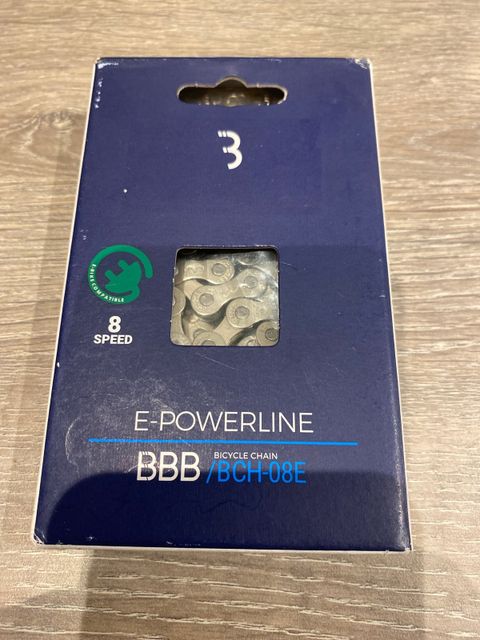 B
E-BIKE COMPATIBLE
8
SPEED
E-POWERLINE
BICYCLE CHAIN
BBB /BCH-08E